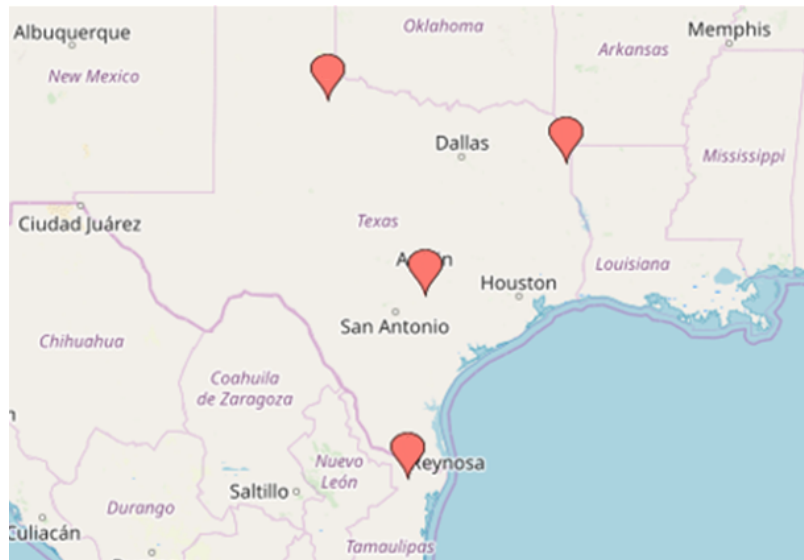 Albuquerque
Oklahoma
Memphis
New Mexico
Arkansas
Dallas
Mississippi
Ciudad Juárez
Texas
Houston
Louisiana
San Antonio
Chihuahua
Coahuila
de Zaragoza
Reynosa
Nuevo
León
Saltillo
Durango
Culiacán
Tamaulipas